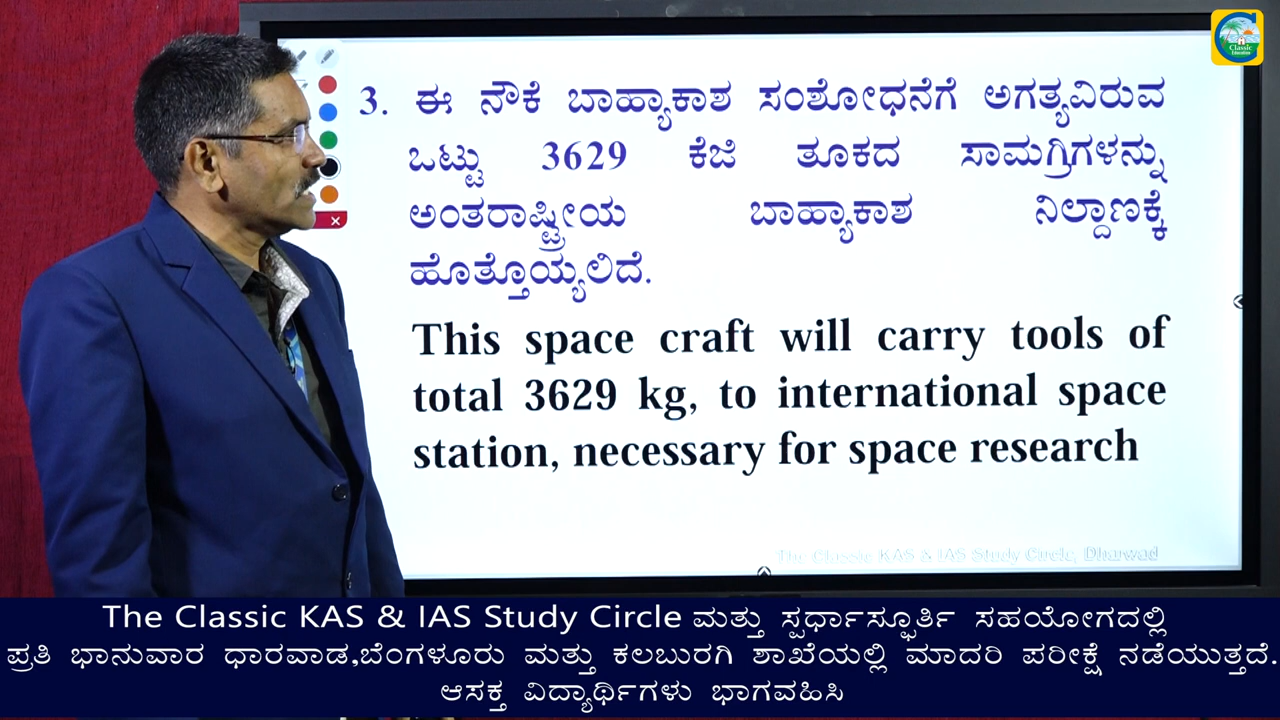 Classic
Education
3. ಈ ನೌಕೆ ಬಾಹ್ಯಾಕಾಶ ಸಂಶೋಧನೆಗೆ ಅಗತ್ಯವಿರುವ
ಒಟ್ಟು 3629 ಕೆಜಿ ತೂಕದ ಸಾಮಗ್ರಿಗಳನ್ನು
ಅಂತರಾಷ್ಟ್ರೀಯ ಬಾಹ್ಯಾಕಾಶ ನಿಲ್ದಾಣಕ್ಕೆ
ಹೊತ್ತೊಯ್ಯಲಿದೆ.
This space craft will carry tools of
total 3629 kg, to international space
station, necessary for space research
The Classic KAS & IAS Study Circle, Dharwad
The Classic KAS & IAS Study Circle ಮತ್ತು ಸ್ಪರ್ಧಾಸ್ಫೂರ್ತಿ ಸಹಯೋಗದಲ್ಲಿ
ಪ್ರತಿ ಭಾನುವಾರ ಧಾರವಾಡ,ಬೆಂಗಳೂರು ಮತ್ತು ಕಲಬುರಗಿ ಶಾಖೆಯಲ್ಲಿ ಮಾದರಿ ಪರೀಕ್ಷೆ ನಡೆಯುತ್ತದೆ.
ಆಸಕ್ತ ವಿದ್ಯಾರ್ಥಿಗಳು ಭಾಗವಹಿಸಿ